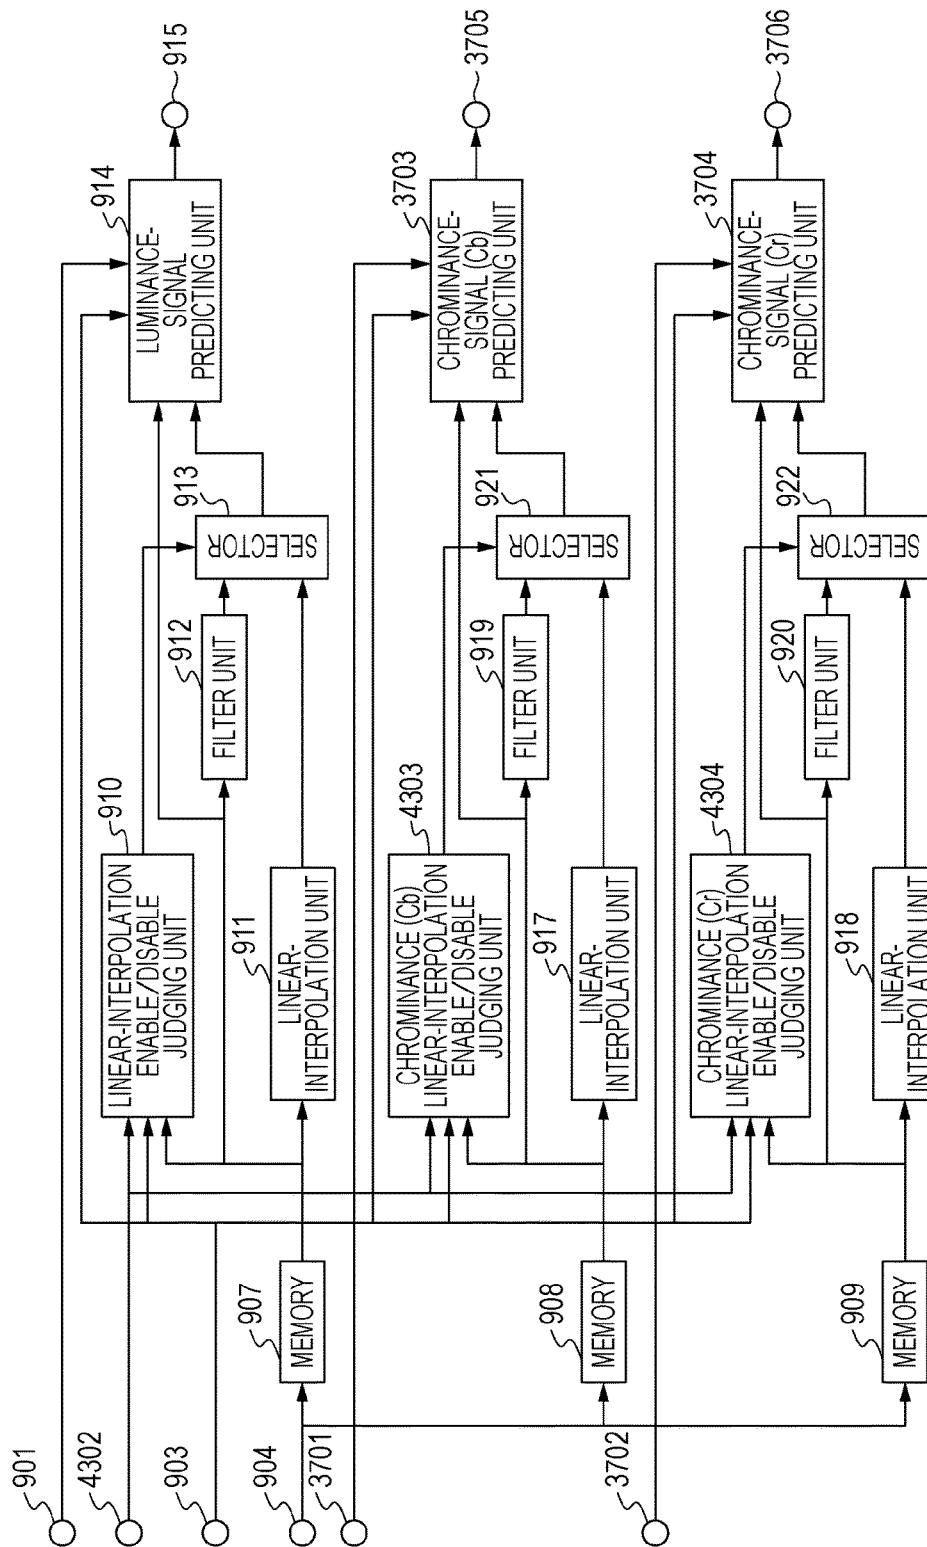 901
4302
903
904
3701
3702
907
MEMORY
908
MEMORY
909
MEMORY
910
LINEAR-INTERPOLATION
ENABLE/DISABLE
JUDGING UNIT
911
LINEAR-
INTERPOLATION UNIT
912
FILTER UNIT
913
SELECTOR
914
LUMINANCE-
SIGNAL
PREDICTING UNIT
915
4303
CHROMINANCE (Cb)
LINEAR-INTERPOLATION
ENABLE/DISABLE
JUDGING UNIT
917
LINEAR-
INTERPOLATION UNIT
919
FILTER UNIT
921
SELECTOR
3703
CHROMINANCE-
SIGNAL (Cb)
PREDICTING UNIT
3705
4304
CHROMINANCE (Cr)
LINEAR-INTERPOLATION
ENABLE/DISABLE
JUDGING UNIT
918
LINEAR-
INTERPOLATION UNIT
920
FILTER UNIT
922
SELECTOR
3704
CHROMINANCE-
SIGNAL (Cr)
PREDICTING UNIT
3706